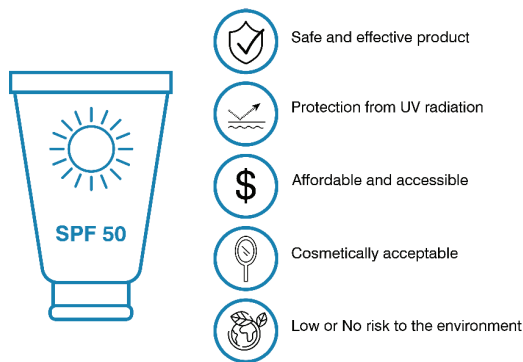 Safe and effective product
Protection from UV radiation
$
Affordable and accessible
SPF 50
Cosmetically acceptable
Low or No risk to the environment